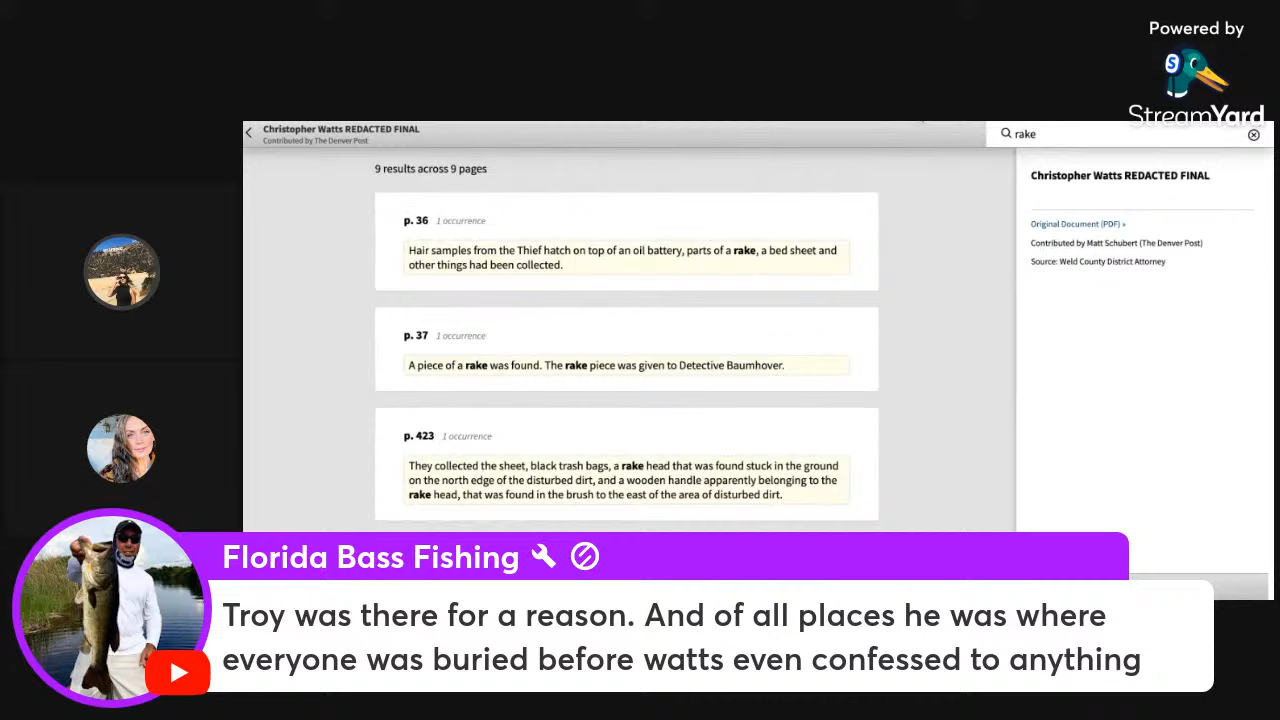 Powered by
StreamYard
Christopher Watts REDACTED FINAL
Contributed by The Denver Post
rake
9 results across 9 pages
p. 36 1 occurrence
Hair samples from the Thief hatch on top of an oil battery, parts of a rake, a bed sheet and
other things had been collected.
p. 37 1 occurrence
A piece of a rake was found. The rake piece was given to Detective Baumhover.
p. 423 1 occurrence
They collected the sheet, black trash bags, a rake head that was found stuck in the ground
on the north edge of the disturbed dirt, and a wooden handle apparently belonging to the
rake head, that was found in the brush to the east of the area of disturbed dirt.
Christopher Watts REDACTED FINAL
Original Document (PDF) »
Contributed by Matt Schubert (The Denver Post)
Source: Weld County District Attorney
Florida Bass Fishing
Troy was there for a reason. And of all places he was where
everyone was buried before watts even confessed to anything